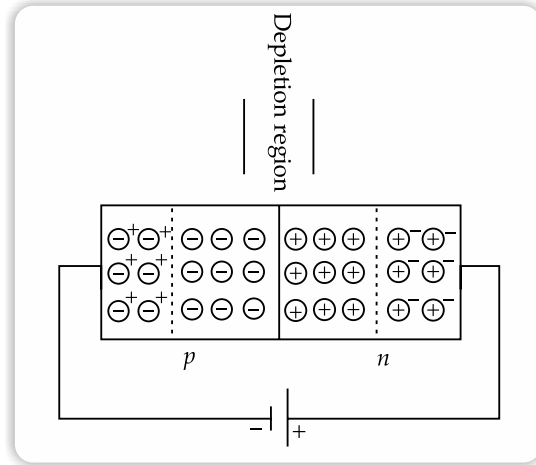 Depletion region
⊖+ ⊖+ ⊖ ⊖ ⊖ ⊕ ⊕ ⊕ ⊕− ⊕−
⊖+ ⊖+ ⊖ ⊖ ⊖ ⊕ ⊕ ⊕ ⊕− ⊕−
⊖+ ⊖+ ⊖ ⊖ ⊖ ⊕ ⊕ ⊕ ⊕− ⊕−
p n
− +